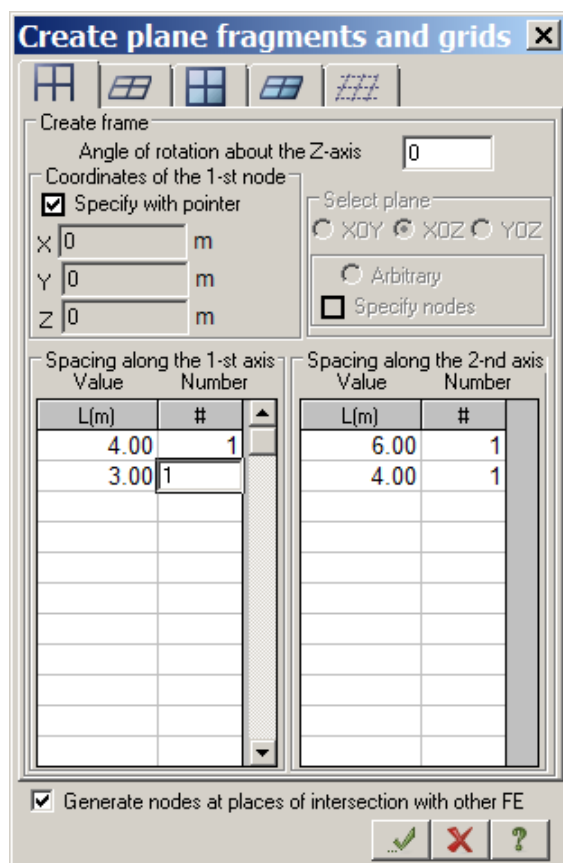 Create plane fragments and grids
Create frame
Angle of rotation about the Z-axis 0
Coordinates of the 1-st node
Specify with pointer
X 0 m
Y 0 m
Z 0 m
Select plane
X0Y X0Z Y0Z
Arbitrary
Specify nodes
Spacing along the 1-st axis
Value Number
L(m) #
4.00 1
3.00 1
Spacing along the 2-nd axis
Value Number
L(m) #
6.00 1
4.00 1
Generate nodes at places of intersection with other FE
?